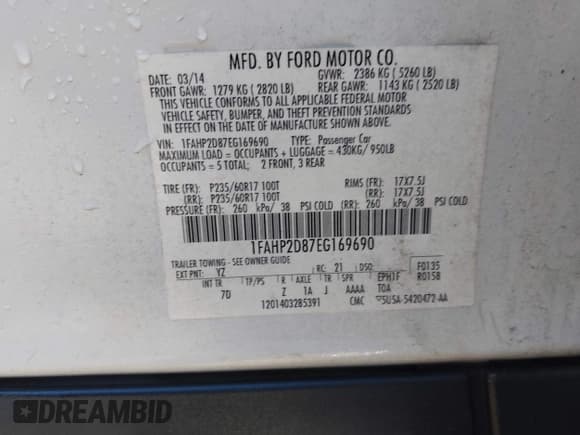 MFD. BY FORD MOTOR CO.
DATE: 03/14 GVWR: 2386 KG ( 5260 LB)
FRONT GAWR: 1279 KG ( 2820 LB) REAR GAWR: 1143 KG ( 2520 LB)
THIS VEHICLE CONFORMS TO ALL APPLICABLE FEDERAL MOTOR
VEHICLE SAFETY, BUMPER, AND THEFT PREVENTION STANDARDS
IN EFFECT ON THE DATE OF MANUFACTURE SHOWN ABOVE.
VIN: 1FAHP2D87EG169690 TYPE: Passenger Car
MAXIMUM LOAD = OCCUPANTS + LUGGAGE = 430KG/ 950LB
OCCUPANTS = 5 TOTAL: 2 FRONT, 3 REAR
TIRE (FR): P235/60R17 100T RIMS (FR): 17X7.5J
(RR): P235/60R17 100T (RR): 17X7.5J
PRESSURE (FR): 260 kPa/ 38 PSI COLD (RR): 260 kPa/ 38 PSI COLD
1FAHP2D87EG169690
TRAILER TOWING - SEE OWNER GUIDE
EXT PNT: YZ RC: 21 DSO: F0135
INT TR TP/PS R AXLE TR SPR EPH1F R0158
7D Z 1A J AAAA TOA
1201403285391 CMC 5U5A-5420472-AA
DREAMBID